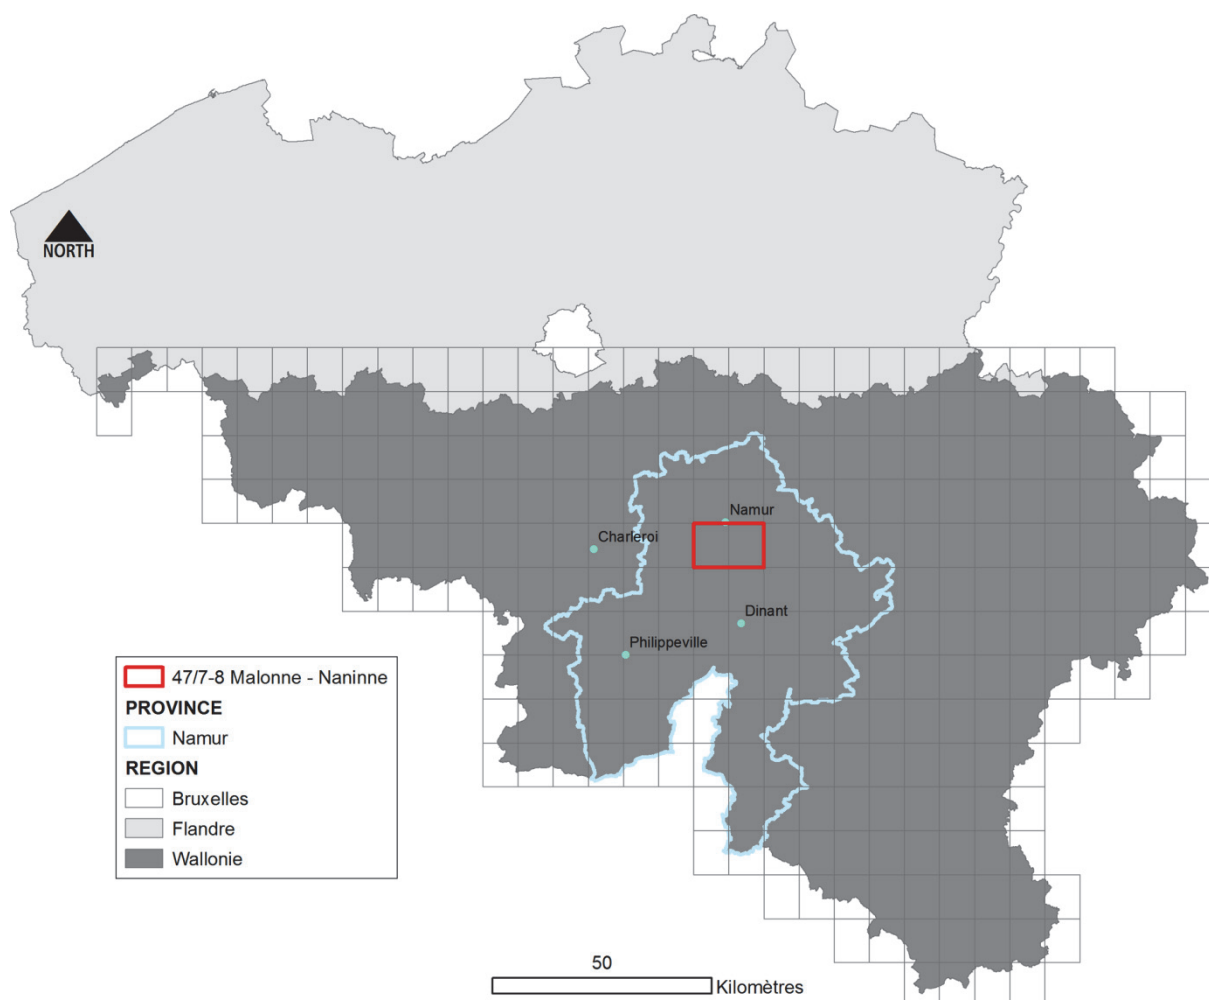 NORTH
Namur
Charleroi
Dinant
Philippeville
47/7-8 Malonne - Naninne
PROVINCE
Namur
REGION
Bruxelles
Flandre
Wallonie
50
Kilomètres